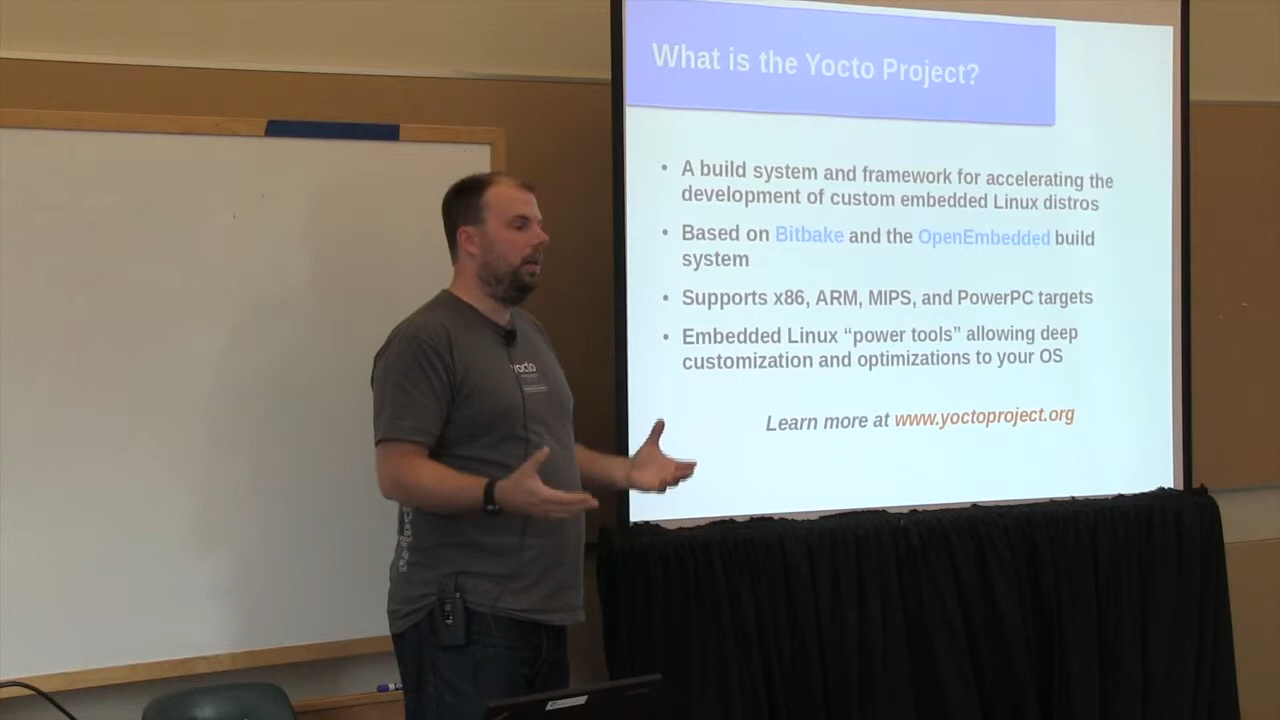 What is the Yocto Project?
• A build system and framework for accelerating the
development of custom embedded Linux distros
• Based on Bitbake and the OpenEmbedded build
system
• Supports x86, ARM, MIPS, and PowerPC targets
• Embedded Linux “power tools” allowing deep
customization and optimizations to your OS
Learn more at www.yoctoproject.org
yocto